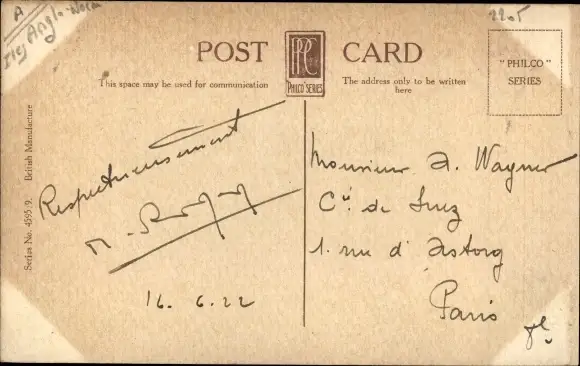 A
Ily Anglo-Norm
22.5
POST CARD
PPC
PHILCO SERIES
"PHILCO"
SERIES
This space may be used for communication
The address only to be written
here
Series No. 4595/9. British Manufacture
Respectueusement
16. 6.22
Monsieur A. Wagner
Cie de Suez
1. rue d'Astorg
Paris